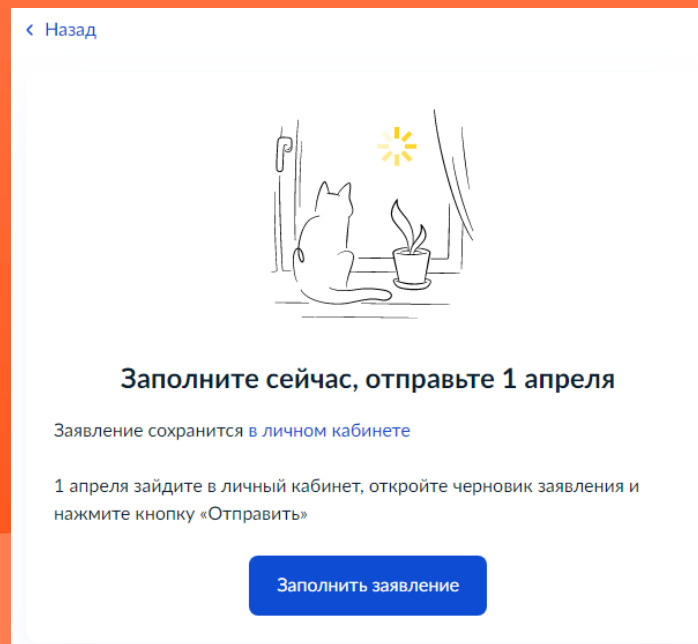 Назад
Заполните сейчас, отправьте 1 апреля
Заявление сохранится в личном кабинете
1 апреля зайдите в личный кабинет, откройте черновик заявления и
нажмите кнопку «Отправить»
Заполнить заявление